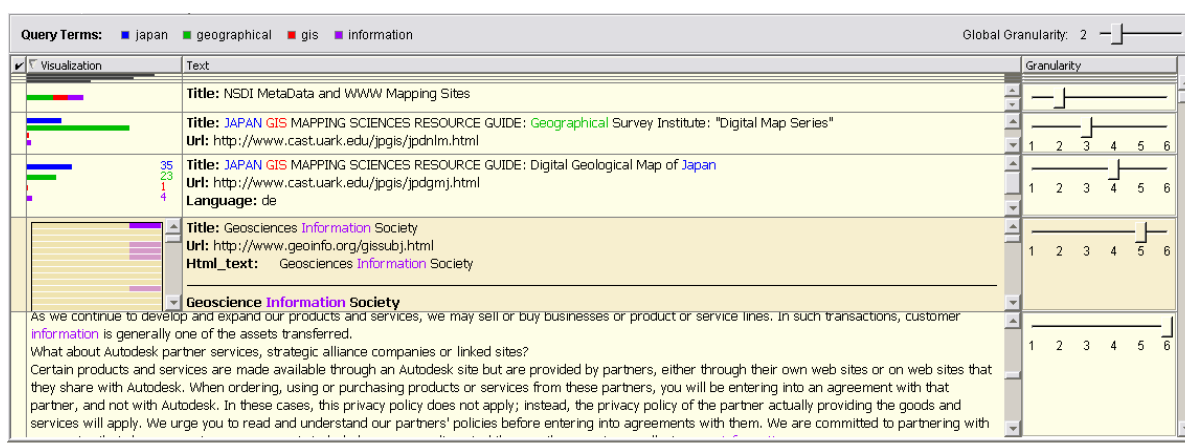 Query Terms: japan geographical gis information Global Granularity: 2
Visualization Text Granularity
Title: NSDI MetaData and WWW Mapping Sites
Title: JAPAN GIS MAPPING SCIENCES RESOURCE GUIDE: Geographical Survey Institute: "Digital Map Series"
Url: http://www.cast.uark.edu/jpgis/jpdnlm.html
1 2 3 4 5 6
35 Title: JAPAN GIS MAPPING SCIENCES RESOURCE GUIDE: Digital Geological Map of Japan
23 Url: http://www.cast.uark.edu/jpgis/jpdgmj.html
1 2 3 4 5 6
1
4 Language: de
Title: Geosciences Information Society
Url: http://www.geoinfo.org/gissubj.html
1 2 3 4 5 6
Html_text: Geosciences Information Society
Geoscience Information Society
As we continue to develop and expand our products and services, we may sell or buy businesses or product or service lines. In such transactions, customer
information is generally one of the assets transferred.
1 2 3 4 5 6
What about Autodesk partner services, strategic alliance companies or linked sites?
Certain products and services are made available through an Autodesk site but are provided by partners, either through their own web sites or on web sites that
they share with Autodesk. When ordering, using or purchasing products or services from these partners, you will be entering into an agreement with that
partner, and not with Autodesk. In these cases, this privacy policy does not apply; instead, the privacy policy of the partner actually providing the goods and
services will apply. We urge you to read and understand our partners' policies before entering into agreements with them. We are committed to partnering with